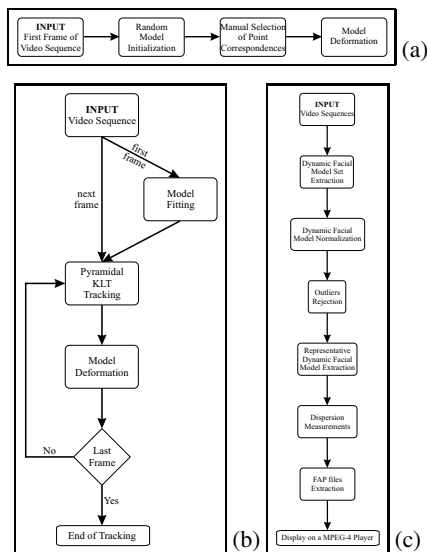 INPUT
First Frame of
Video Sequence
Random
Model
Initialization
Manual Selection
of Point
Correspondences
Model
Deformation
(a)
INPUT
Video Sequence
first
frame
next
frame
Model
Fitting
Pyramidal
KLT
Tracking
Model
Deformation
No
Last
Frame
Yes
End of Tracking
(b)
INPUT
Video Sequences
Dynamic Facial
Model Set
Extraction
Dynamic Facial
Model Normalization
Outliers
Rejection
Representative
Dynamic Facial
Model Extraction
Dispersion
Measurements
FAP files
Extraction
Display on a MPEG-4 Player
(c)